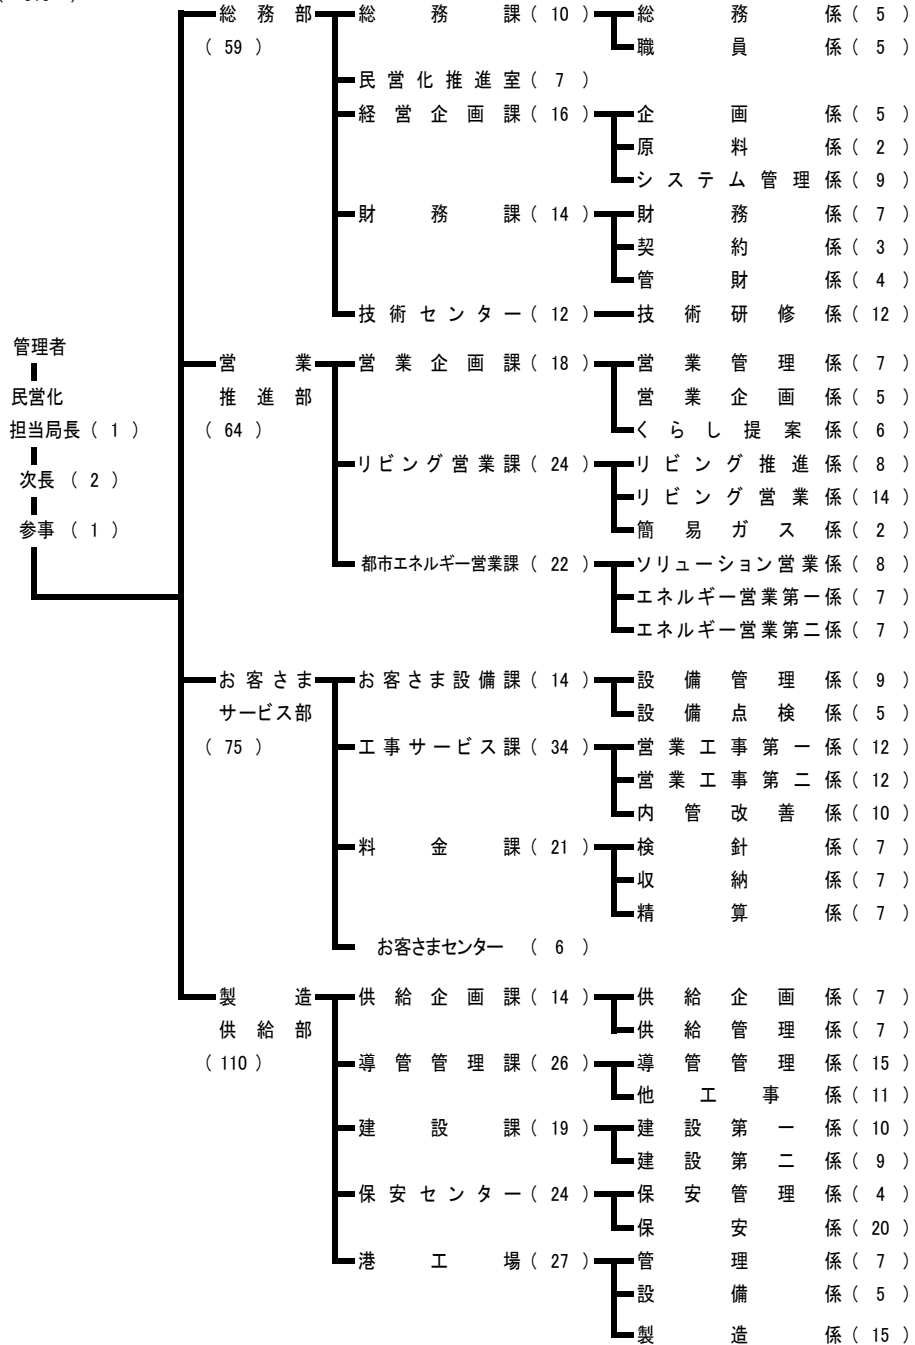 総務部 総務課 ( 10 ) 総務係 ( 5 )
( 59 ) 職員係 ( 5 )
民営化推進室 ( 7 )
経営企画課 ( 16 ) 企画係 ( 5 )
原料係 ( 2 )
システム管理係 ( 9 )
財務課 ( 14 ) 財務係 ( 7 )
契約係 ( 3 )
管財係 ( 4 )
技術センター ( 12 ) 技術研修係 ( 12 )
管理者
営業 営業企画課 ( 18 ) 営業管理係 ( 7 )
民営化 推進部 営業企画係 ( 5 )
担当局長 ( 1 ) ( 64 ) くらし提案係 ( 6 )
リビング営業課 ( 24 ) リビング推進係 ( 8 )
次長 ( 2 )
リビング営業係 ( 14 )
参事 ( 1 ) 簡易ガス係 ( 2 )
都市エネルギー営業課 ( 22 ) ソリューション営業係 ( 8 )
エネルギー営業第一係 ( 7 )
エネルギー営業第二係 ( 7 )
お客さま お客さま設備課 ( 14 ) 設備管理係 ( 9 )
サービス部 設備点検係 ( 5 )
( 75 ) 工事サービス課 ( 34 ) 営業工事第一係 ( 12 )
営業工事第二係 ( 12 )
内管改善係 ( 10 )
料金課 ( 21 ) 検針係 ( 7 )
収納係 ( 7 )
精算係 ( 7 )
お客さまセンター ( 6 )
製造 供給企画課 ( 14 ) 供給企画係 ( 7 )
供給部 供給管理係 ( 7 )
( 110 ) 導管管理課 ( 26 ) 導管管理係 ( 15 )
他工事係 ( 11 )
建設課 ( 19 ) 建設第一係 ( 10 )
建設第二係 ( 9 )
保安センター ( 24 ) 保安管理係 ( 4 )
保安係 ( 20 )
港工場 ( 27 ) 管理係 ( 7 )
設備係 ( 5 )
製造係 ( 15 )